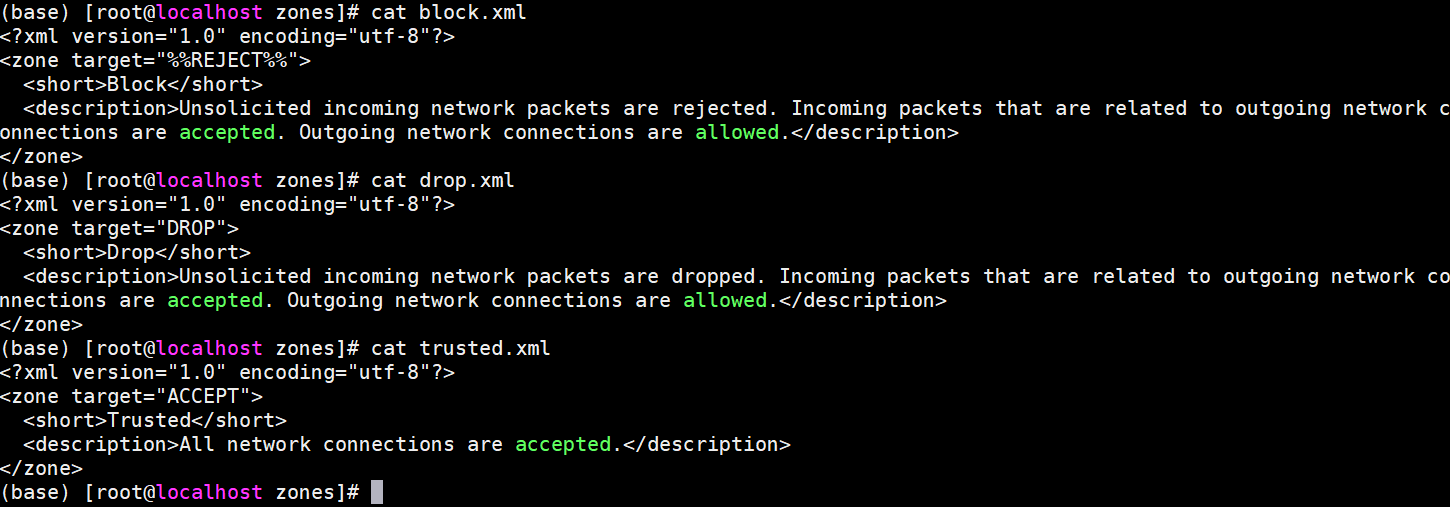 (base) [root@localhost zones]# cat block.xml
<?xml version="1.0" encoding="utf-8"?>
<zone target="%%REJECT%%">
  <short>Block</short>
  <description>Unsolicited incoming network packets are rejected. Incoming packets that are related to outgoing network c
onnections are accepted. Outgoing network connections are allowed.</description>
</zone>
(base) [root@localhost zones]# cat drop.xml
<?xml version="1.0" encoding="utf-8"?>
<zone target="DROP">
  <short>Drop</short>
  <description>Unsolicited incoming network packets are dropped. Incoming packets that are related to outgoing network co
nnections are accepted. Outgoing network connections are allowed.</description>
</zone>
(base) [root@localhost zones]# cat trusted.xml
<?xml version="1.0" encoding="utf-8"?>
<zone target="ACCEPT">
  <short>Trusted</short>
  <description>All network connections are accepted.</description>
</zone>
(base) [root@localhost zones]#